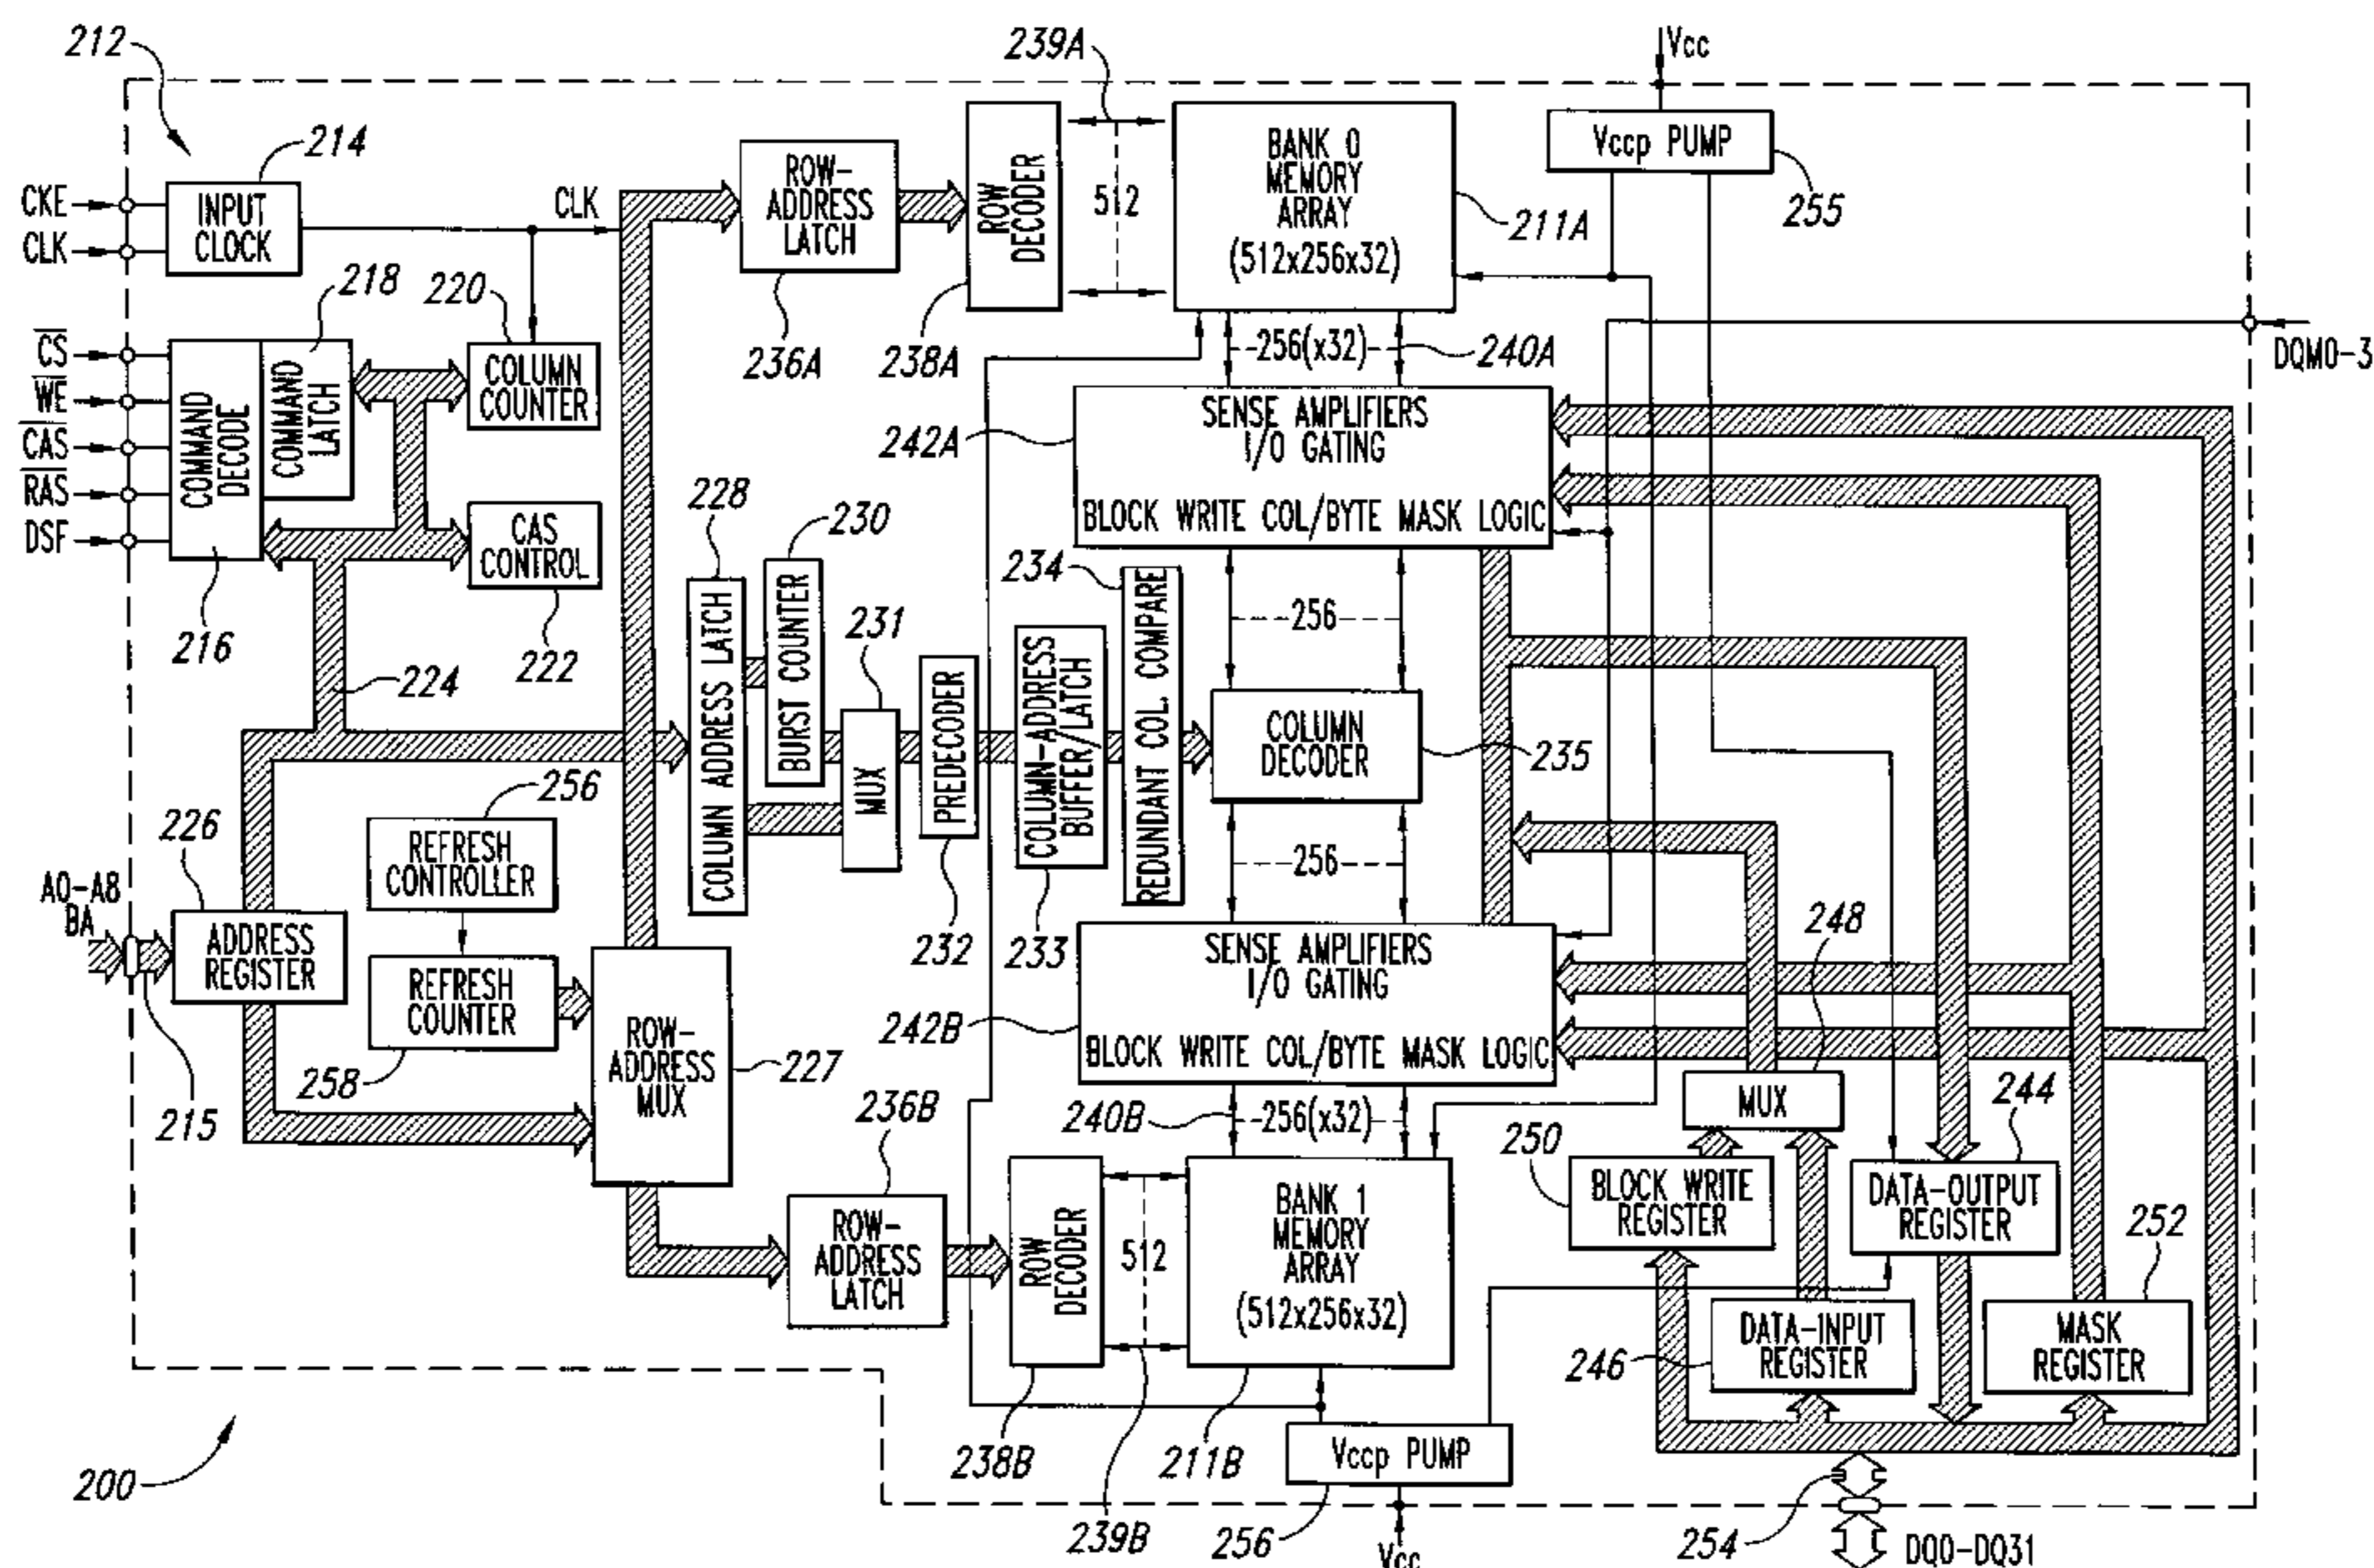 212
239A
Vcc
214
CKE
CLK
INPUT
CLOCK
CLK
ROW-
ADDRESS
LATCH
236A
ROW
DECODER
238A
512
BANK 0
MEMORY
ARRAY
(512x256x32)
211A
Vccp PUMP
255
218
220
CS
WE
CAS
RAS
DSF
COMMAND
DECODE
COMMAND
LATCH
COLUMN
COUNTER
CAS
CONTROL
216
222
224
256(x32)
240A
DQM0-3
SENSE AMPLIFIERS
I/O GATING
BLOCK WRITE COL/BYTE MASK LOGIC
242A
228
230
231
234
COLUMN ADDRESS LATCH
BURST COUNTER
MUX
PREDECODER
232
COLUMN-ADDRESS
BUFFER/LATCH
233
REDUNDANT COL. COMPARE
256
COLUMN
DECODER
235
256
226
256
A0-A8
BA
ADDRESS
REGISTER
215
REFRESH
CONTROLLER
REFRESH
COUNTER
258
ROW-
ADDRESS
MUX
227
SENSE AMPLIFIERS
I/O GATING
BLOCK WRITE COL/BYTE MASK LOGIC
242B
248
MUX
240B
256(x32)
236B
ROW-
ADDRESS
LATCH
ROW
DECODER
238B
512
239B
BANK 1
MEMORY
ARRAY
(512x256x32)
211B
250
BLOCK WRITE
REGISTER
244
DATA-OUTPUT
REGISTER
252
246
DATA-INPUT
REGISTER
MASK
REGISTER
Vccp PUMP
256
Vcc
200
254
DQ0-DQ31